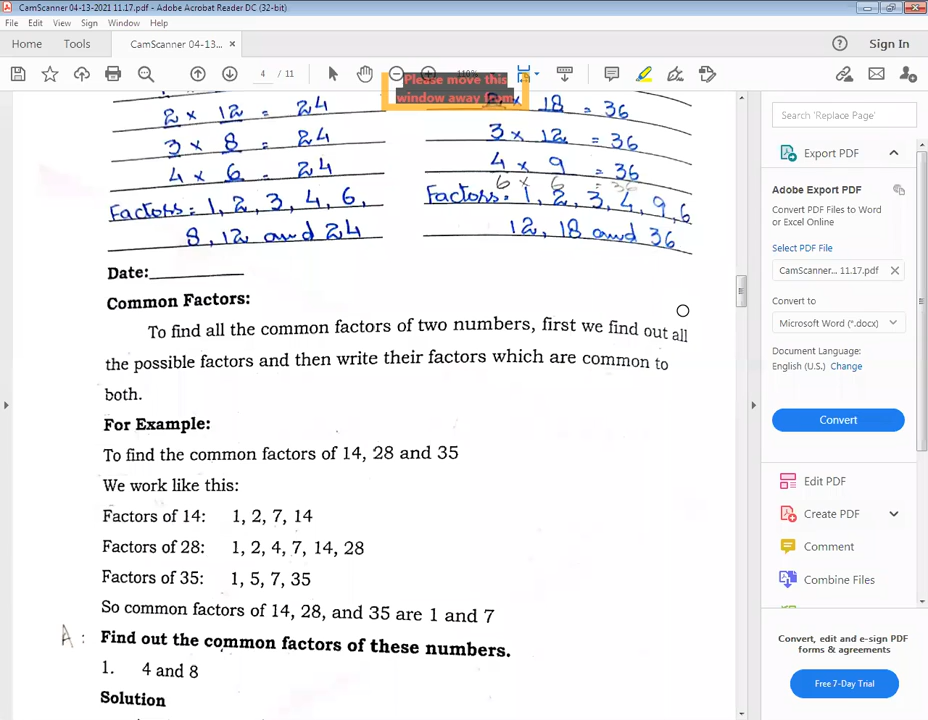 CamScanner 04-13-2021 11.17.pdf - Adobe Acrobat Reader DC (32-bit)
File Edit View Sign Window Help
Home Tools CamScanner 04-13... × Sign In
4 / 11
Please move this
window away from
Search 'Replace Page'
2 × 12 = 24
3 × 8 = 24
4 × 6 = 24
Factors: 1, 2, 3, 4, 6,
8, 12 and 24
2 × 18 = 36
3 × 12 = 36
4 × 9 = 36
6 × 6 = 36
Factors: 1, 2, 3, 4, 9, 6
12, 18 and 36
Date:
Common Factors:
To find all the common factors of two numbers, first we find out all
the possible factors and then write their factors which are common to
both.
For Example:
To find the common factors of 14, 28 and 35
We work like this:
Factors of 14: 1, 2, 7, 14
Factors of 28: 1, 2, 4, 7, 14, 28
Factors of 35: 1, 5, 7, 35
So common factors of 14, 28, and 35 are 1 and 7
A: Find out the common factors of these numbers.
1. 4 and 8
Solution
Export PDF
Adobe Export PDF
Convert PDF Files to Word
or Excel Online
Select PDF File
CamScanner... 11.17.pdf ×
Convert to
Microsoft Word (*.docx)
Document Language:
English (U.S.) Change
Convert
Edit PDF
Create PDF
Comment
Combine Files
Convert, edit and e-sign PDF
forms & agreements
Free 7-Day Trial